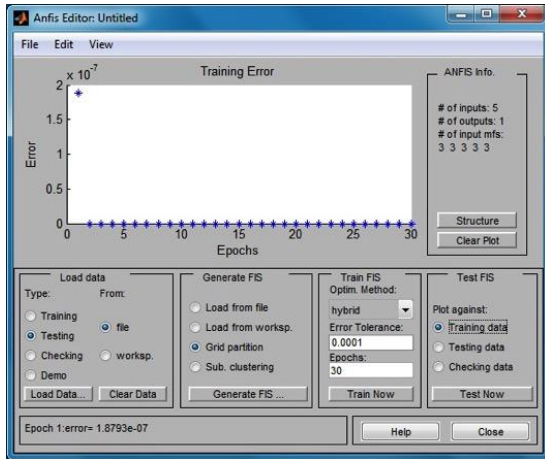 Anfis Editor: Untitled
File Edit View
x 10^-7
Training Error
2
1.5
1
0.5
0
Error
0 5 10 15 20 25 30
Epochs
ANFIS Info.
# of inputs: 5
# of outputs: 1
# of input mfs:
3 3 3 3 3
Structure
Clear Plot
Load data
Type: From:
Training
Testing
Checking
Demo
file
worksp.
Load Data... Clear Data
Generate FIS
Load from file
Load from worksp.
Grid partition
Sub. clustering
Generate FIS ...
Train FIS
Optim. Method:
hybrid
Error Tolerance:
0.0001
Epochs:
30
Train Now
Test FIS
Plot against:
Training data
Testing data
Checking data
Test Now
Epoch 1:error= 1.8793e-07
Help Close